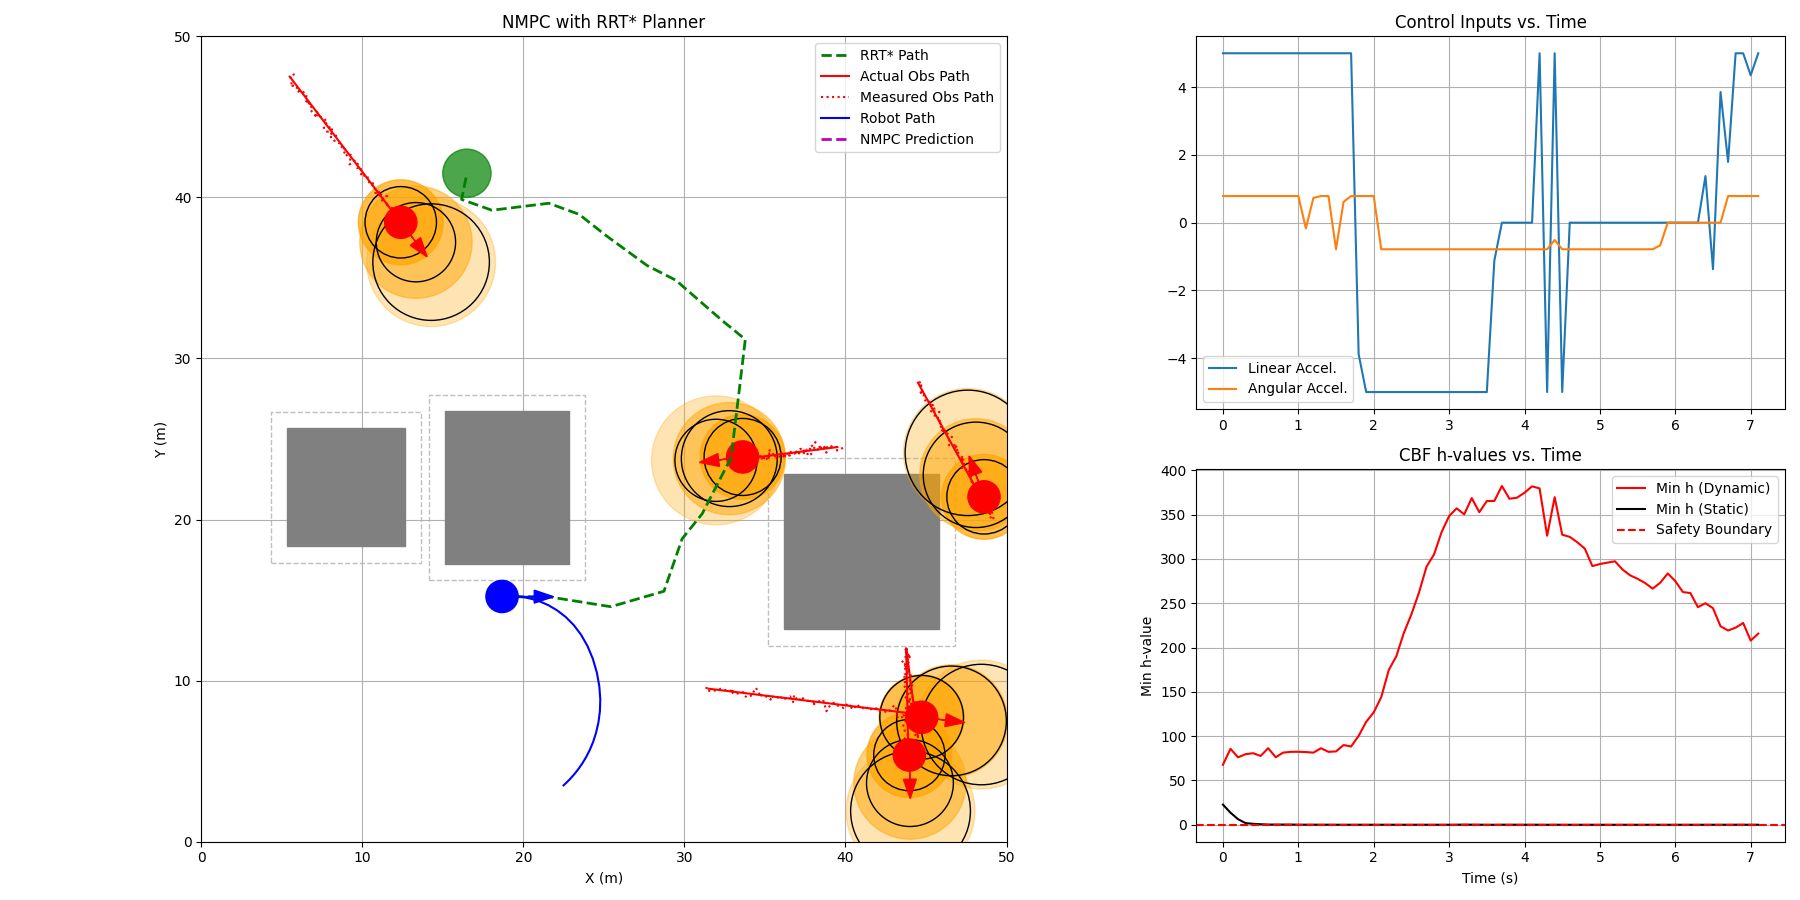 NMPC with RRT* Planner
50
40
30
20
10
0
Y (m)
0 10 20 30 40 50
X (m)
RRT* Path
Actual Obs Path
Measured Obs Path
Robot Path
NMPC Prediction
Control Inputs vs. Time
4
2
0
−2
−4
Linear Accel.
Angular Accel.
0 1 2 3 4 5 6 7
CBF h-values vs. Time
400
350
300
250
200
150
100
50
0
Min h-value
Min h (Dynamic)
Min h (Static)
Safety Boundary
0 1 2 3 4 5 6 7
Time (s)